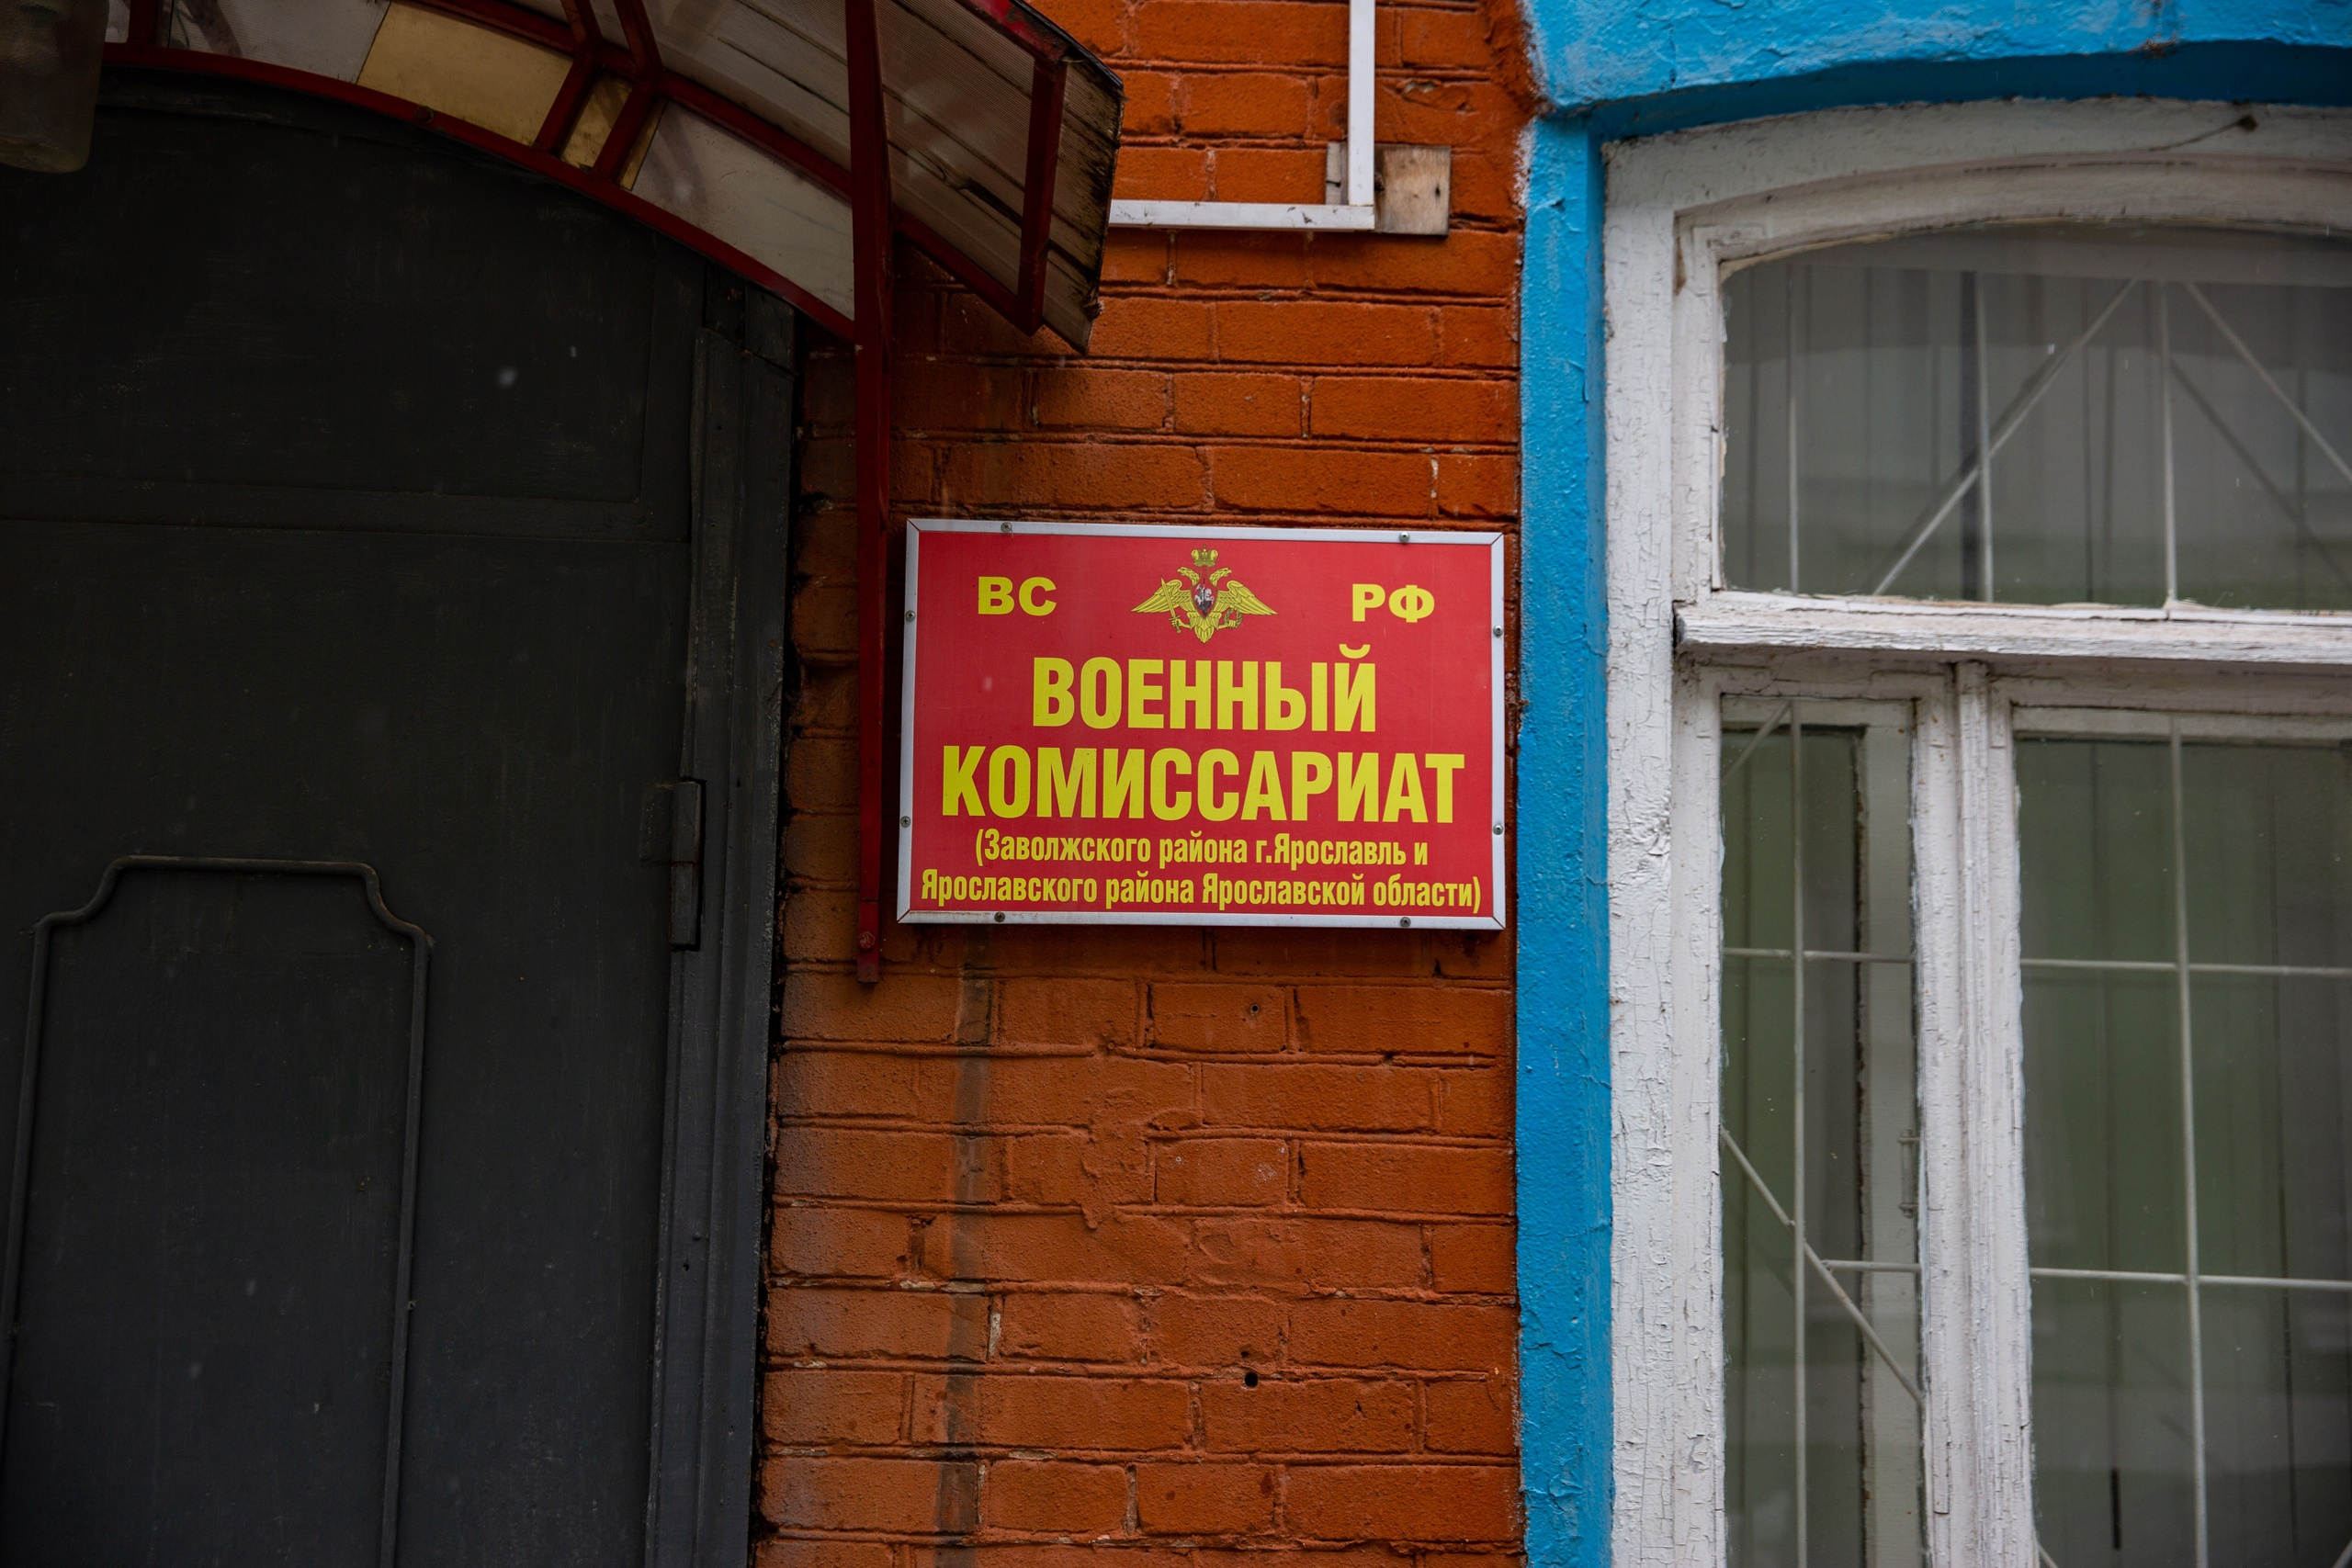 ВС РФ
ВОЕННЫЙ
КОМИССАРИАТ
(Заволжского района г.Ярославль и
Ярославского района Ярославской области)